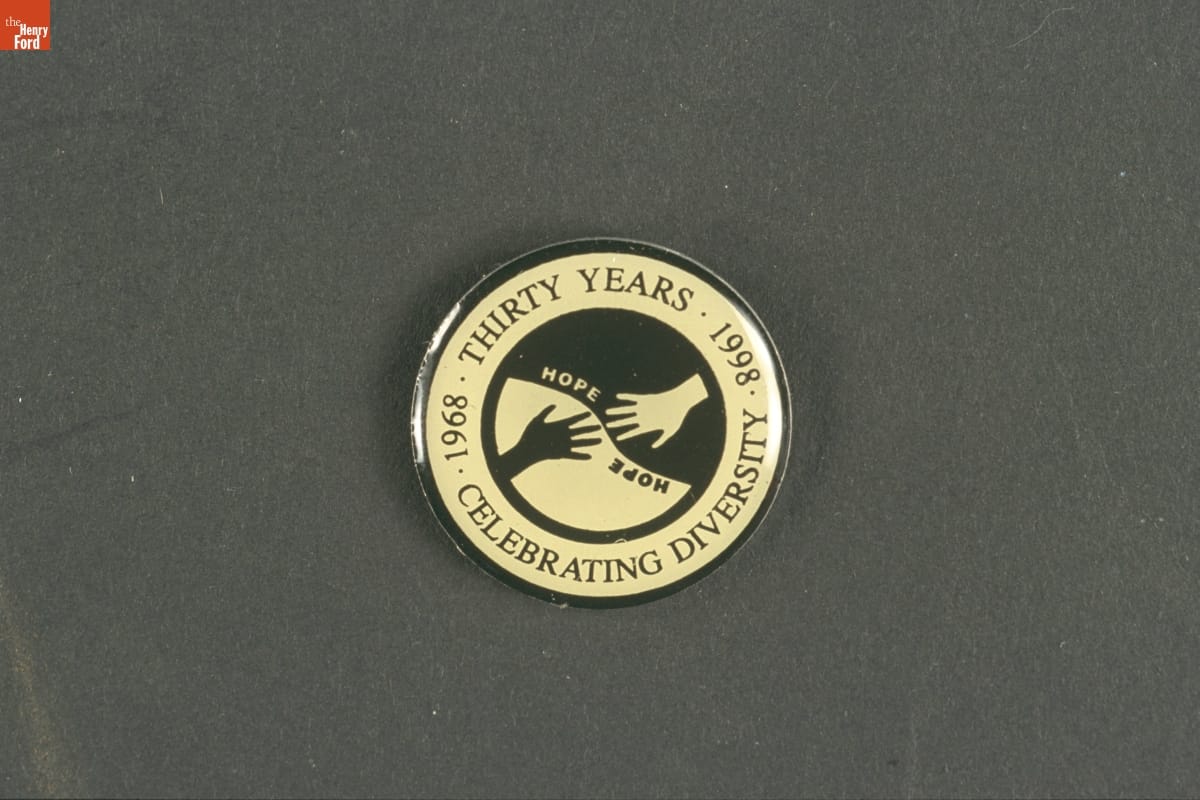 the
Henry
Ford
· 1968 · THIRTY YEARS · 1998 ·
CELEBRATING DIVERSITY
HOPE
HOPE